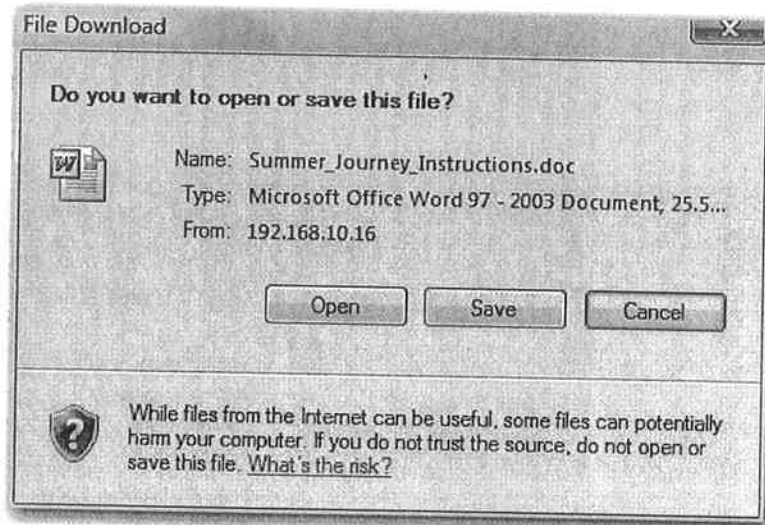 File Download
Do you want to open or save this file?
Name: Summer_Journey_Instructions.doc
Type: Microsoft Office Word 97 - 2003 Document, 25.5...
From: 192.168.10.16
Open Save Cancel
While files from the Internet can be useful, some files can potentially
harm your computer. If you do not trust the source, do not open or
save this file. What's the risk?